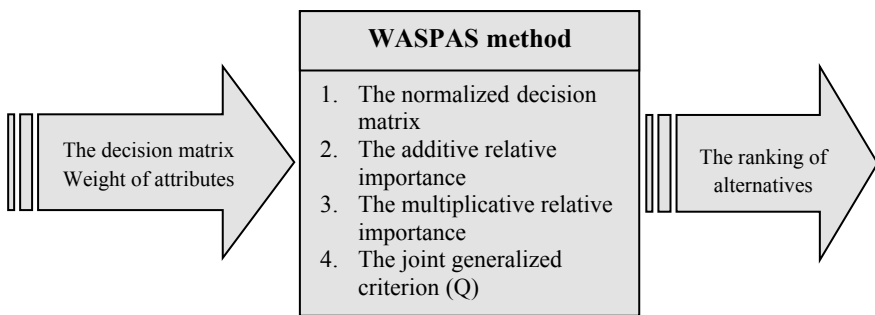 The decision matrix
Weight of attributes
WASPAS method
1. The normalized decision
matrix
2. The additive relative
importance
3. The multiplicative relative
importance
4. The joint generalized
criterion (Q)
The ranking of
alternatives